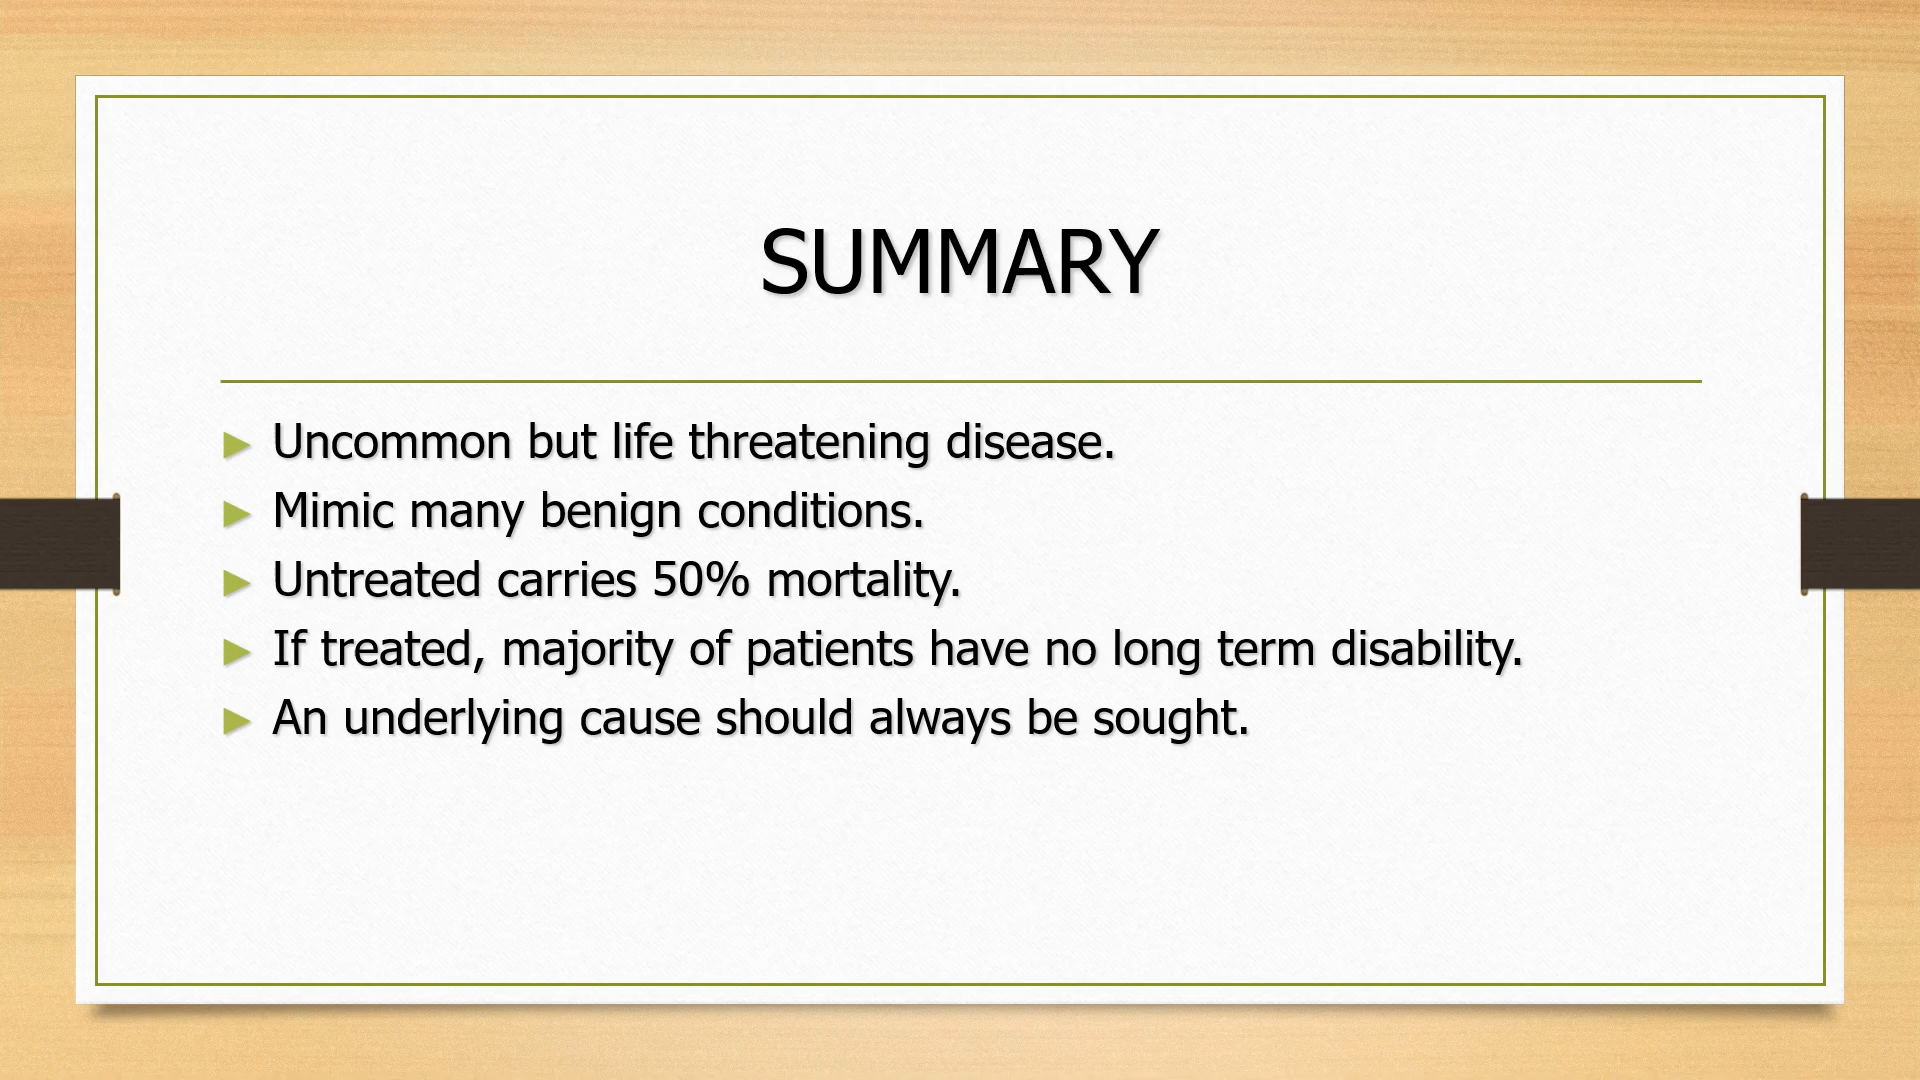 SUMMARY
Uncommon but life threatening disease.
Mimic many benign conditions.
Untreated carries 50% mortality.
If treated, majority of patients have no long term disability.
An underlying cause should always be sought.